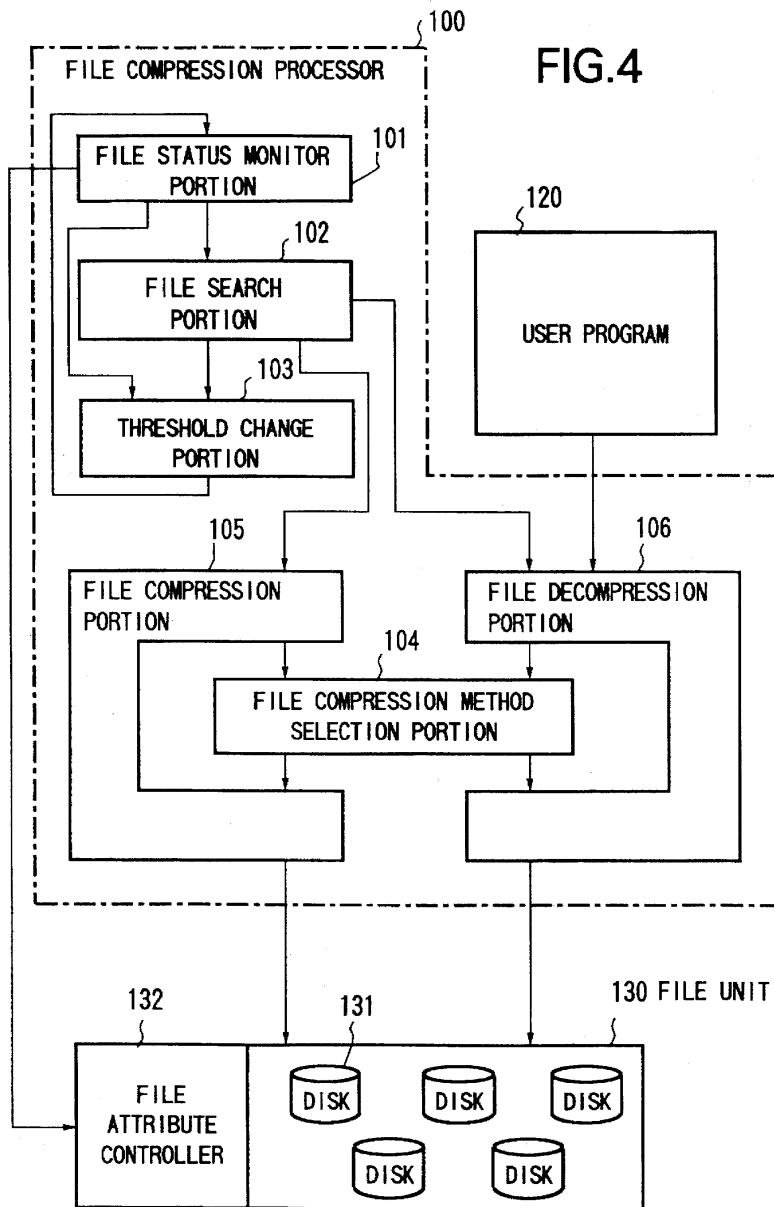 100
FILE COMPRESSION PROCESSOR
FIG.4
FILE STATUS MONITOR
PORTION
101
120
102
FILE SEARCH
PORTION
USER PROGRAM
103
THRESHOLD CHANGE
PORTION
105
106
FILE COMPRESSION
PORTION
FILE DECOMPRESSION
PORTION
104
FILE COMPRESSION METHOD
SELECTION PORTION
132
131
130 FILE UNIT
FILE
ATTRIBUTE
CONTROLLER
DISK
DISK
DISK
DISK
DISK